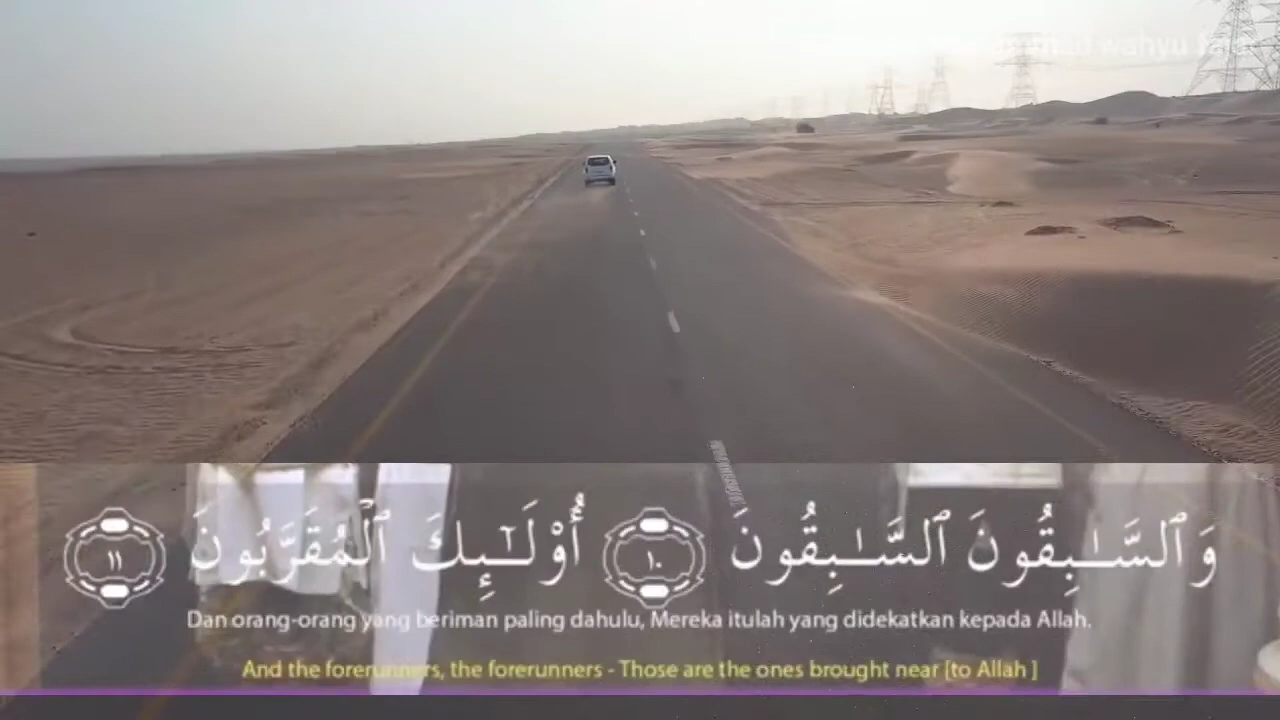 wahyu
وَٱلسَّـٰبِقُونَ ٱلسَّـٰبِقُونَ ١٠ أُو۟لَـٰٓئِكَ ٱلْمُقَرَّبُونَ ١١
Dan orang-orang yang beriman paling dahulu, Mereka itulah yang didekatkan kepada Allah.
And the forerunners, the forerunners - Those are the ones brought near [to Allah ]